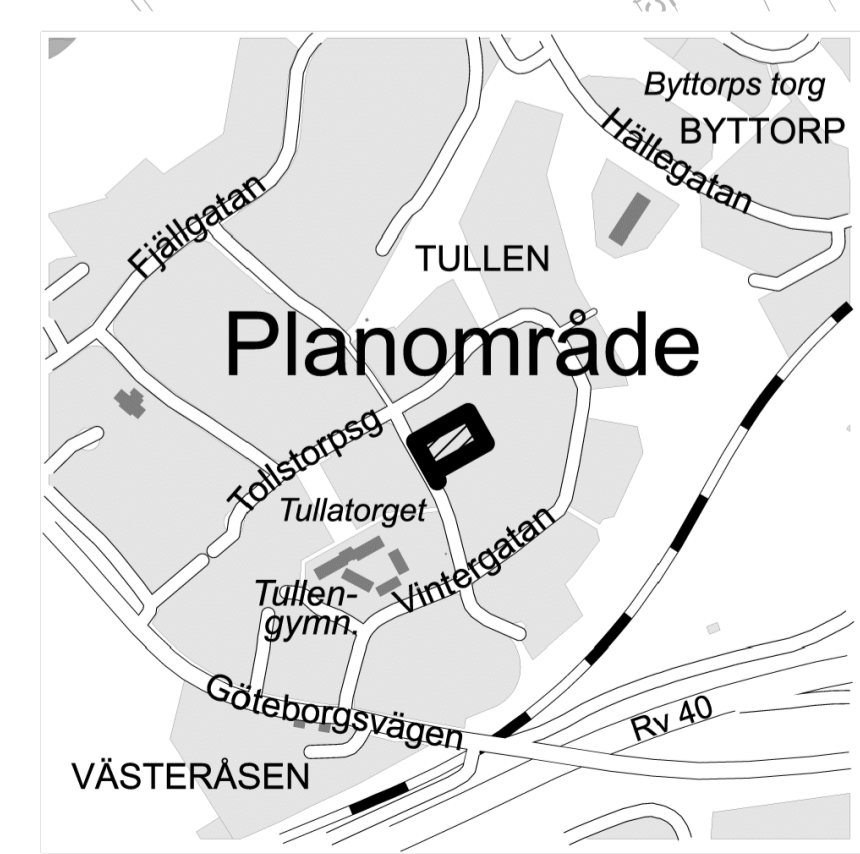 Byttorps torg
BYTTORP
Hällegatan
Fjällgatan
TULLEN
Planområde
Tollstorpsg
Tullatorget
Vintergatan
Tullen-
gymn.
Göteborgsvägen
Rv 40
VÄSTERÅSEN